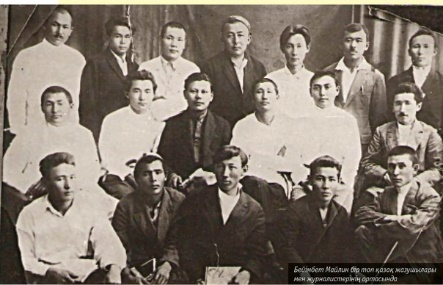 Бейімбет Майлин бір топ қазақ жазушылары
мен журналистерінің ортасында